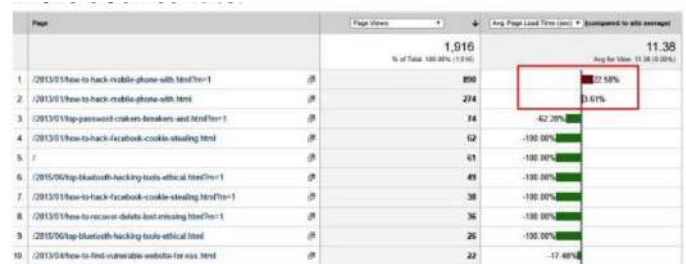 Page
Page Views
Avg. Page Load Time (sec)
(compared to site average)
1,916
% of Total: 100.00% (1,916)
11.38
Avg for View: 11.38 (0.00%)
1. /2013/01/how-to-hack-mobile-phone-with.html?m=1 890 22.58%
2. /2013/01/how-to-hack-mobile-phone-with.html 274 3.61%
3. /2013/01/top-password-crakers-breakers-and.html?m=1 74 -62.28%
4. /2013/01/how-to-hack-facebook-cookie-stealing.html 62 -100.00%
5. / 61 -100.00%
6. /2015/06/top-bluetooth-hacking-tools-ethical.html?m=1 49 -100.00%
7. /2013/01/how-to-hack-facebook-cookie-stealing.html?m=1 38 -100.00%
8. /2013/01/how-to-recover-delete-lost-missing.html?m=1 36 -100.00%
9. /2015/06/top-bluetooth-hacking-tools-ethical.html 26 -100.00%
10. /2013/04/how-to-find-vulnerable-website-for-xss.html 22 -17.40%